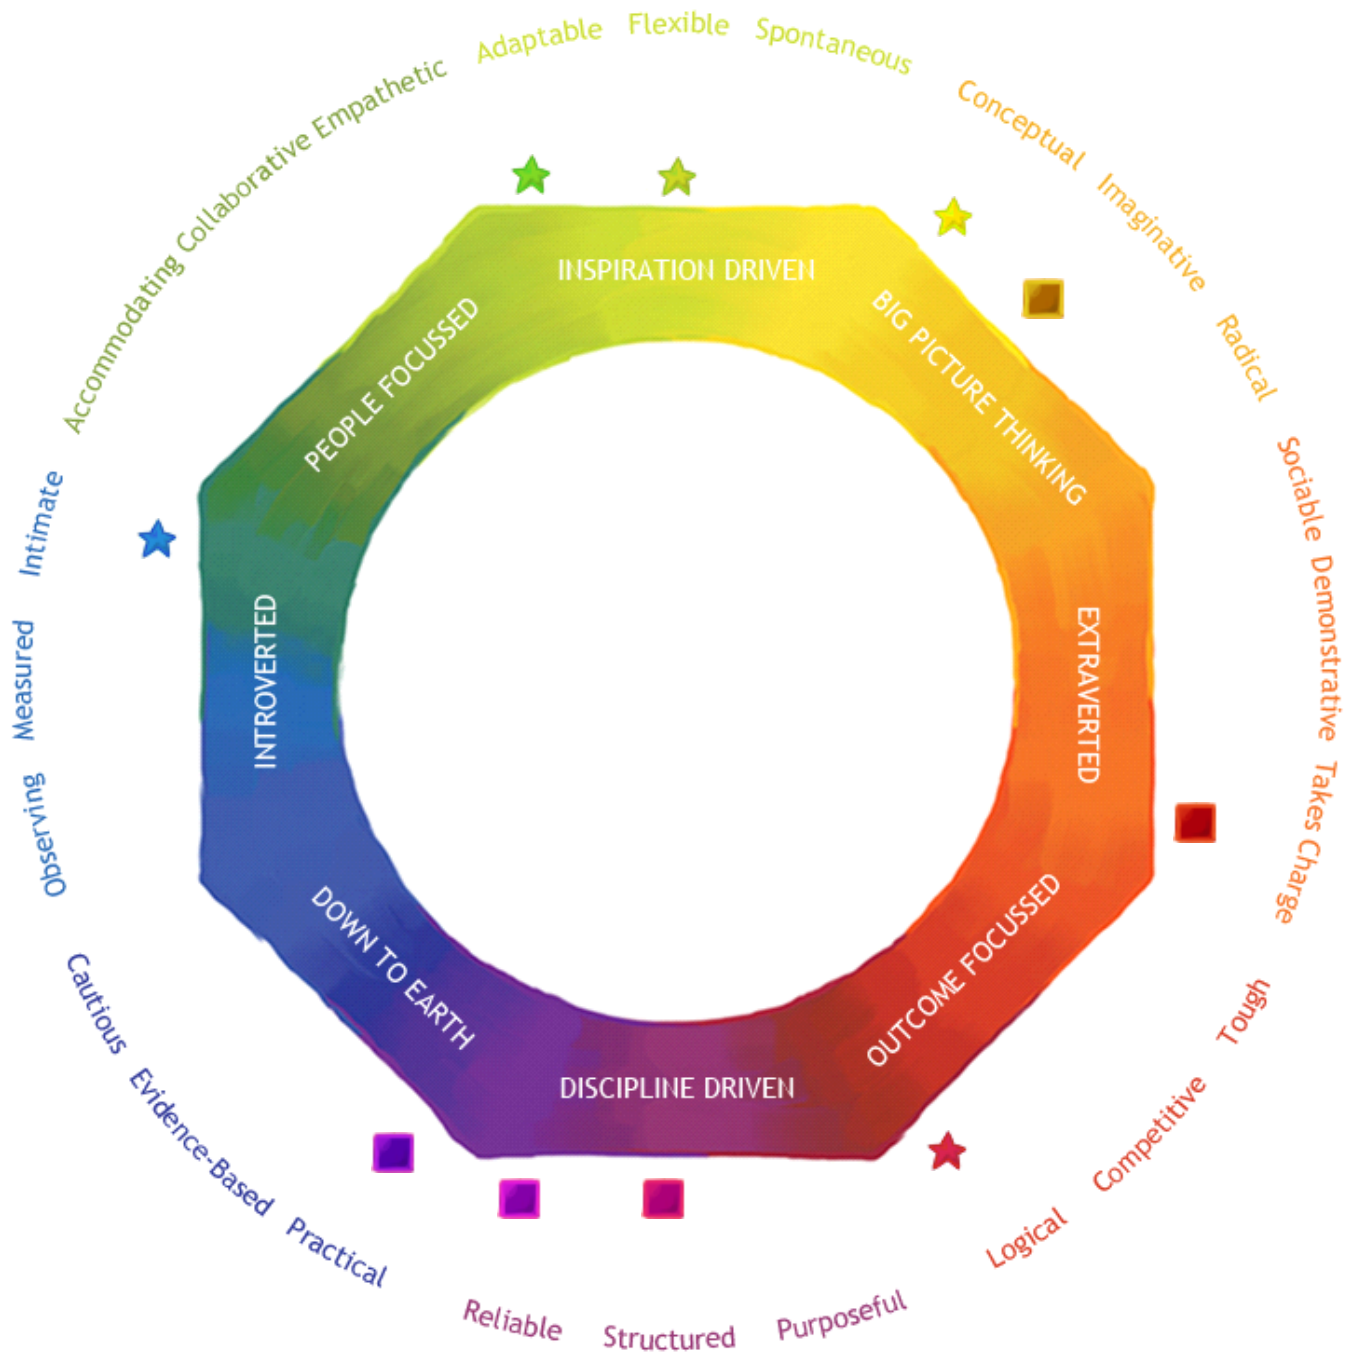 Adaptable Flexible Spontaneous
Conceptual Imaginative Radical
Sociable Demonstrative Takes Charge
Tough Competitive Logical
Purposeful Structured Reliable
Practical Evidence-Based Cautious
Observing Measured Intimate
Accommodating Collaborative Empathetic
INSPIRATION DRIVEN
BIG PICTURE THINKING
EXTRAVERTED
OUTCOME FOCUSSED
DISCIPLINE DRIVEN
DOWN TO EARTH
INTROVERTED
PEOPLE FOCUSSED